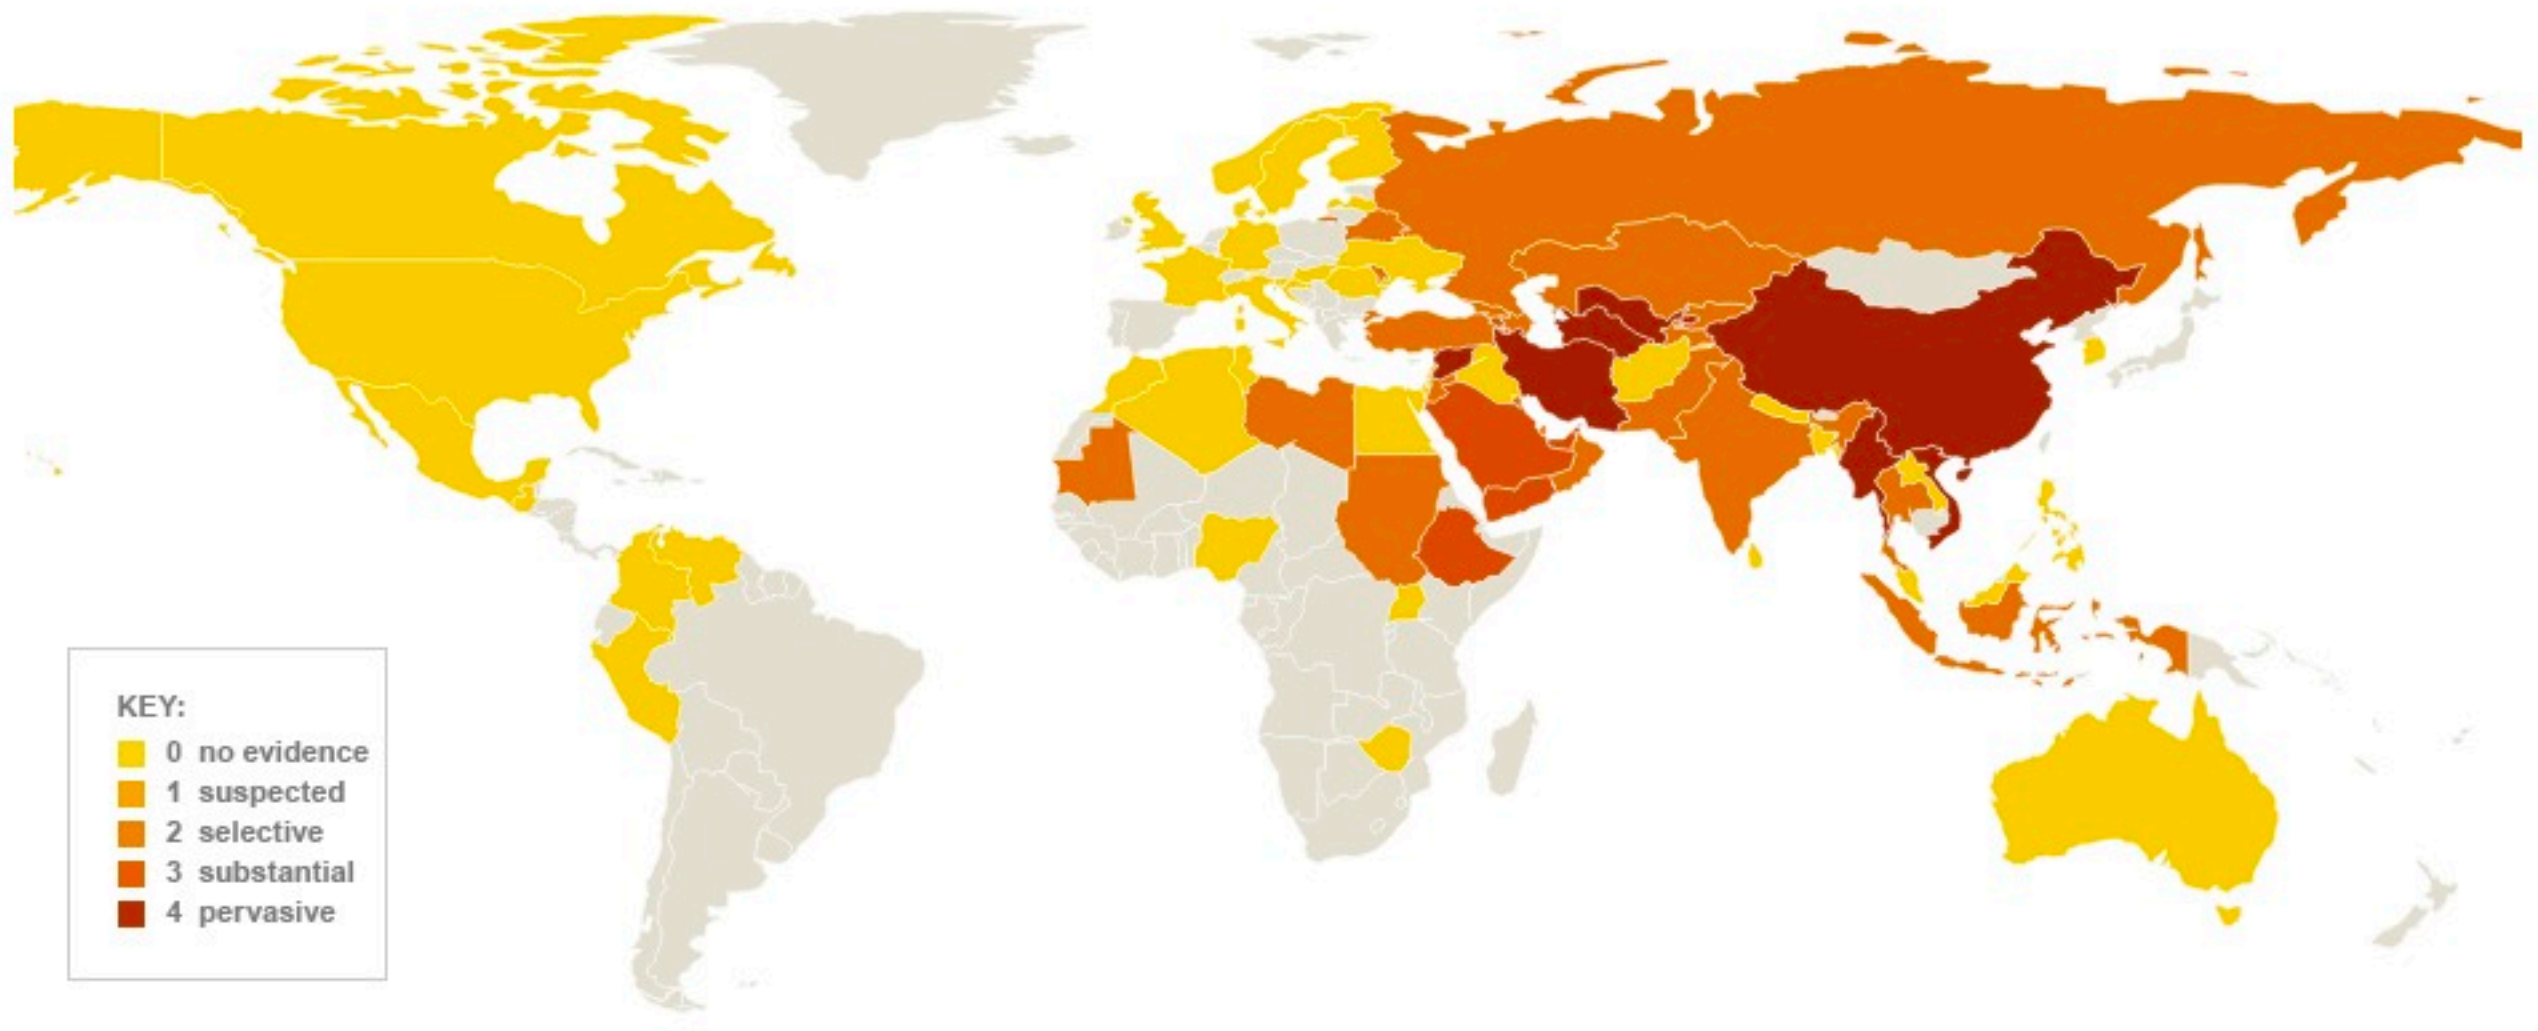 KEY:
0 no evidence
1 suspected
2 selective
3 substantial
4 pervasive